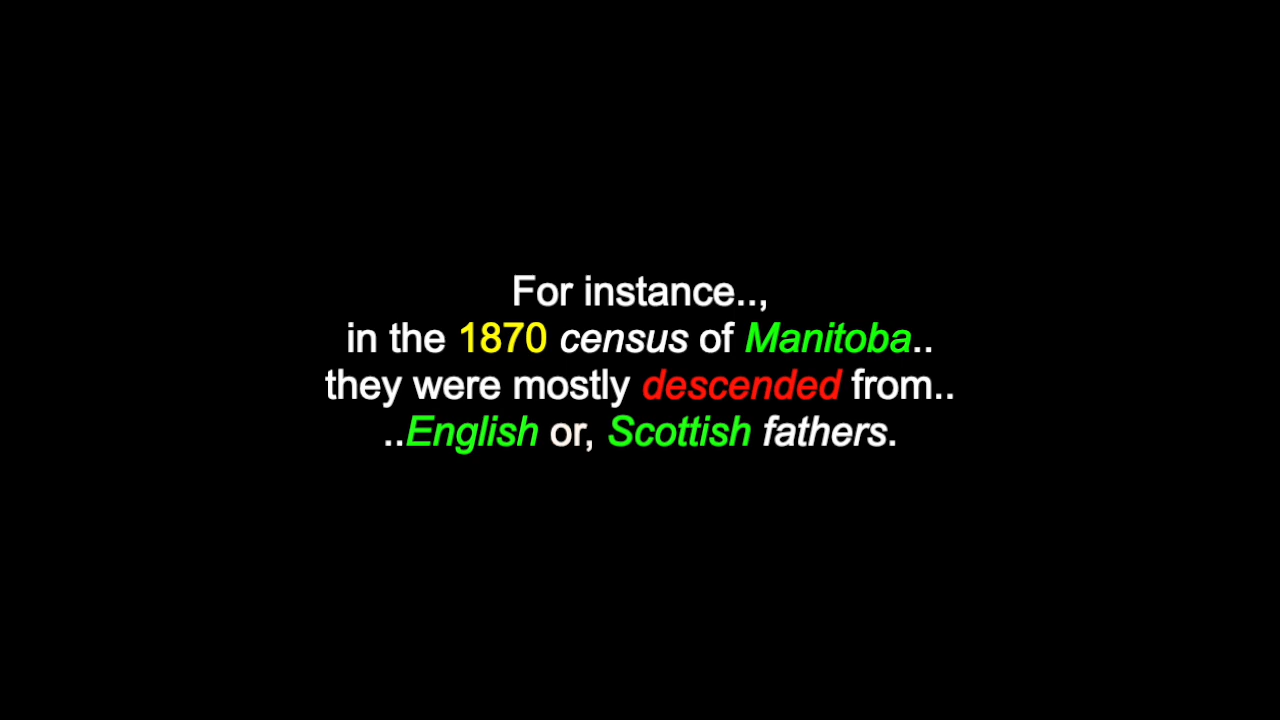 For instance..,
in the 1870 census of Manitoba..
they were mostly descended from..
..English or, Scottish fathers.